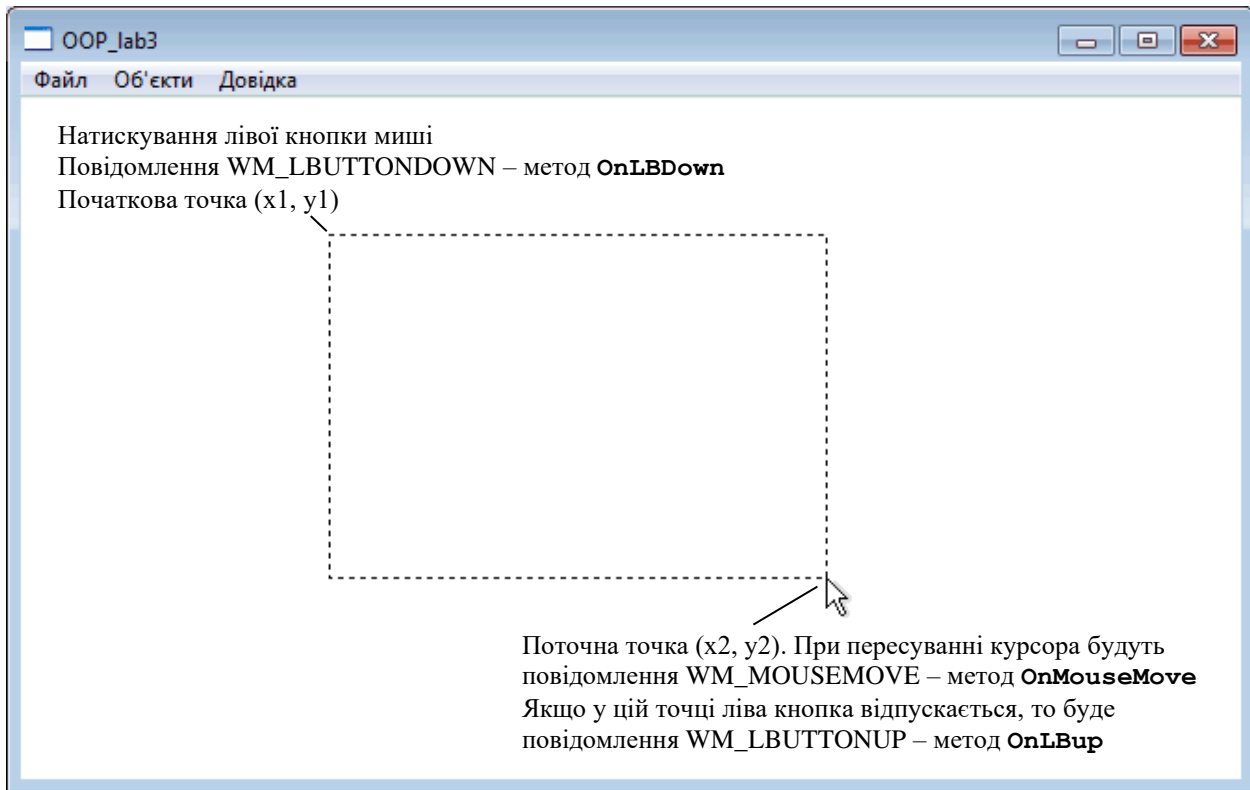 OOP_lab3
Файл Об'єкти Довідка
Натискування лівої кнопки миші
Повідомлення WM_LBUTTONDOWN – метод OnLBDown
Початкова точка (x1, y1)
Поточна точка (x2, y2). При пересуванні курсора будуть
повідомлення WM_MOUSEMOVE – метод OnMouseMove
Якщо у цій точці ліва кнопка відпускається, то буде
повідомлення WM_LBUTTONUP – метод OnLBup